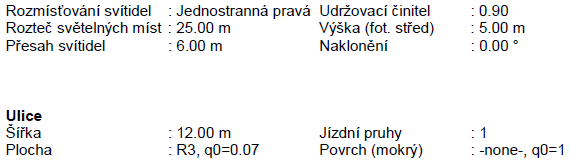 Rozmísťování svítidel : Jednostranná pravá Udržovací činitel : 0.90
Rozteč světelných míst : 25.00 m Výška (fot. střed) : 5.00 m
Přesah svítidel : 6.00 m Naklonění : 0.00 °
Ulice
Šířka : 12.00 m Jízdní pruhy : 1
Plocha : R3, q0=0.07 Povrch (mokrý) : -none-, q0=1